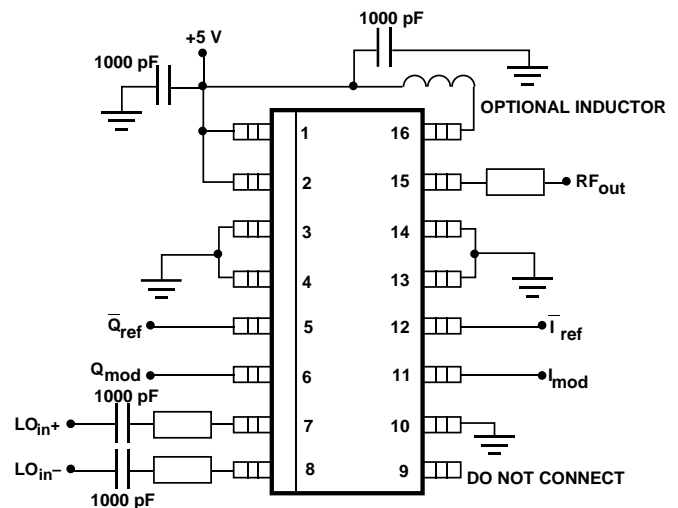 1000 pF
+5 V
1000 pF
OPTIONAL INDUCTOR
1
16
2
15
RFout
3
14
4
13
Q̅ref
5
12
I̅ref
Qmod
6
11
Imod
1000 pF
LOin+
7
10
LOin–
8
9
DO NOT CONNECT
1000 pF